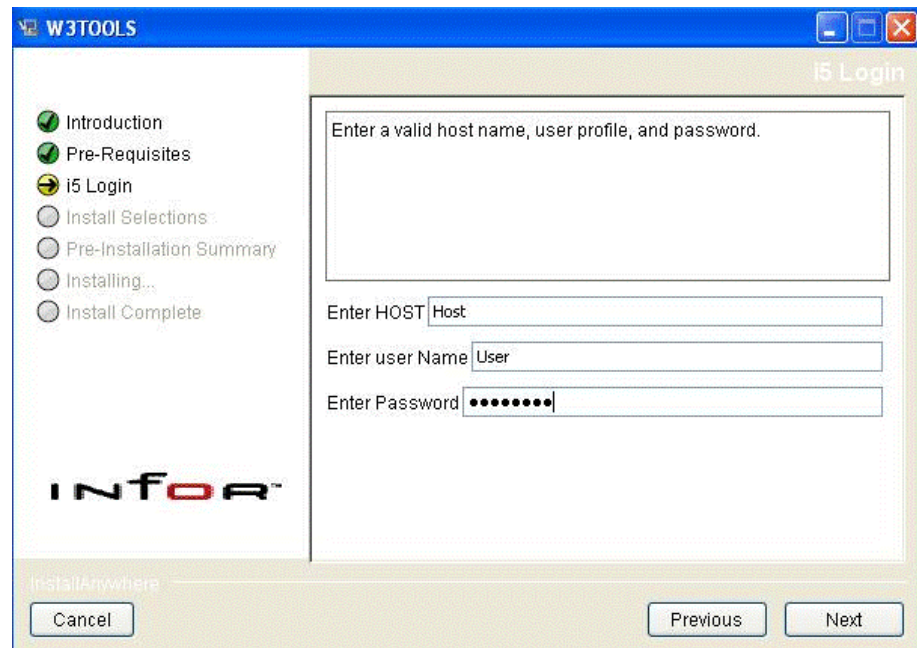 W3TOOLS
i5 Login
Introduction
Pre-Requisites
i5 Login
Install Selections
Pre-Installation Summary
Installing...
Install Complete
Enter a valid host name, user profile, and password.
Enter HOST Host
Enter user Name User
Enter Password ••••••••
INFOR™
InstallAnywhere
Cancel
Previous
Next